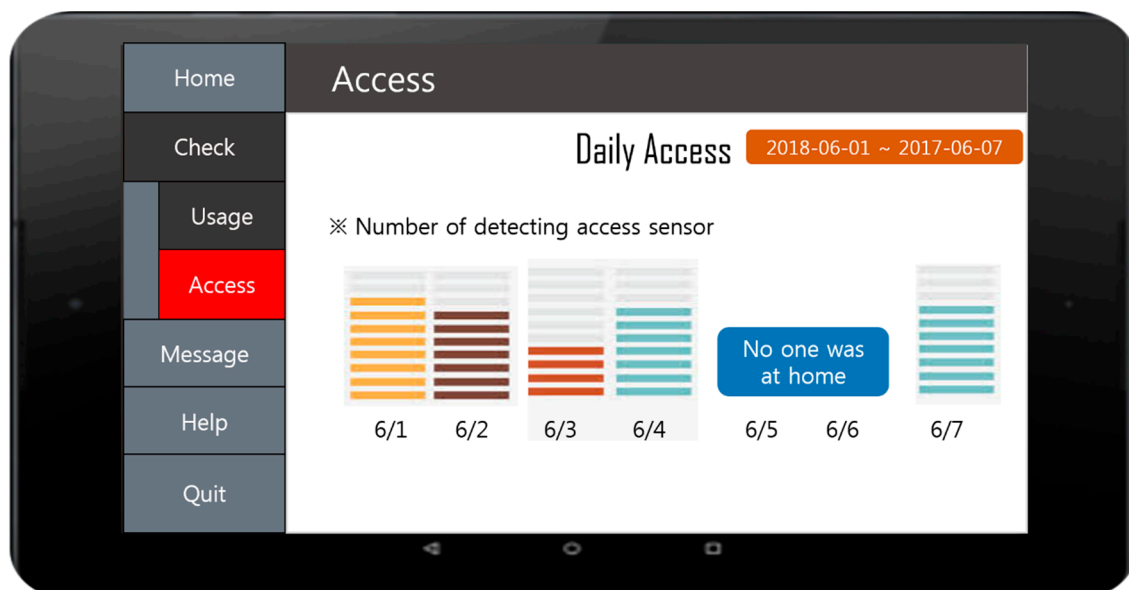 Home
Access
Check
Daily Access
2018-06-01 ~ 2017-06-07
Usage
※ Number of detecting access sensor
Access
Message
No one was
at home
Help
6/1 6/2 6/3 6/4 6/5 6/6 6/7
Quit